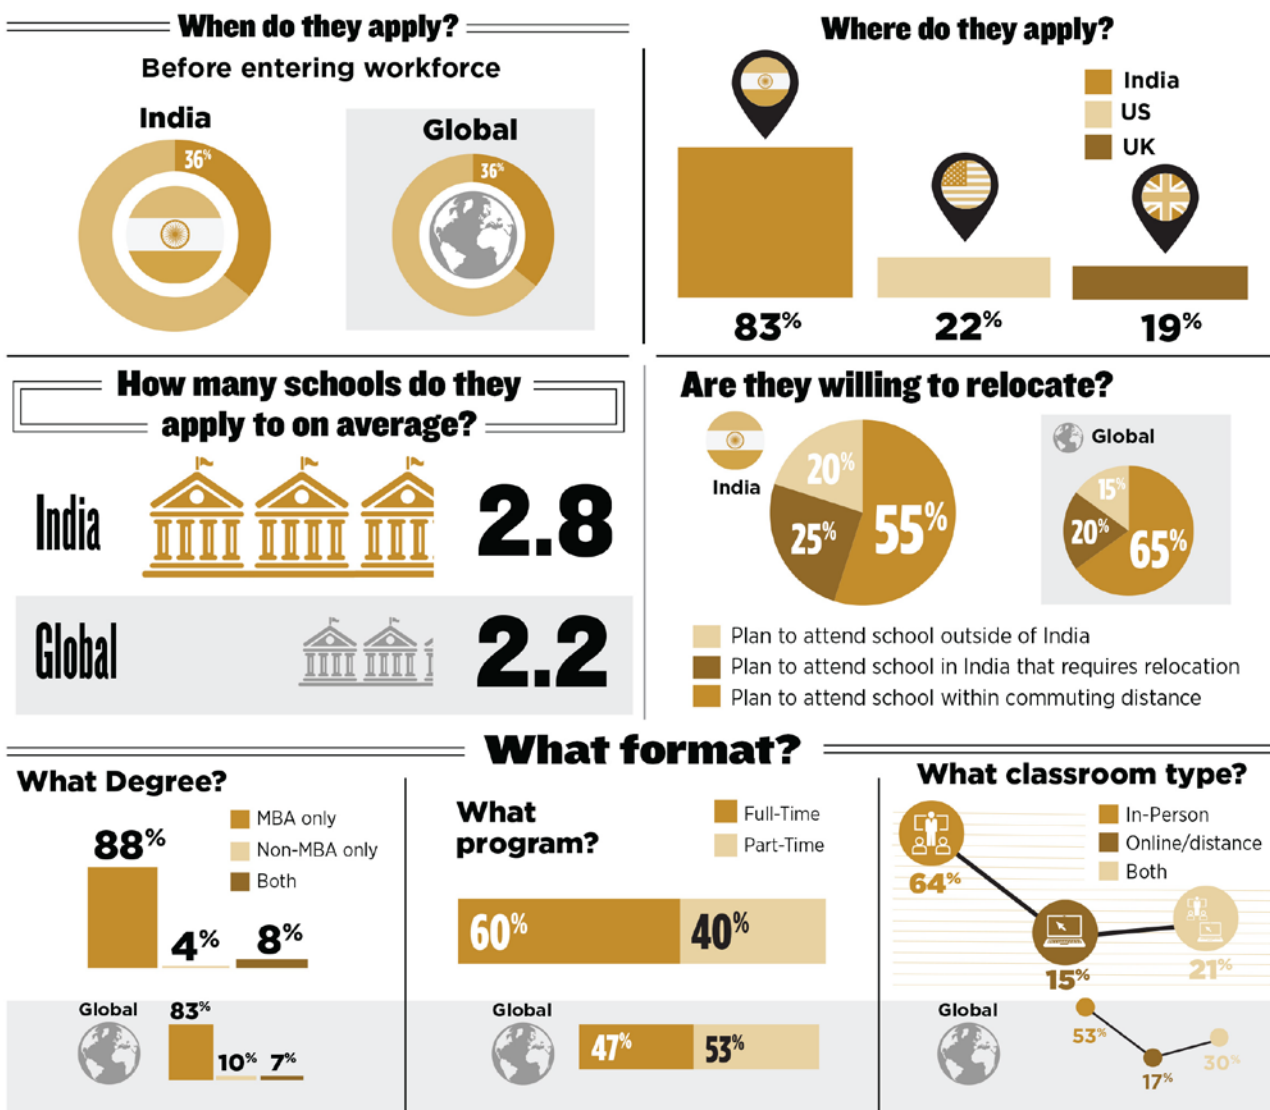 When do they apply?
Before entering workforce
India
36%
Global
36%
Where do they apply?
India
US
UK
83%
22%
19%
How many schools do they
apply to on average?
India
2.8
Global
2.2
Are they willing to relocate?
India
20%
25%
55%
Global
15%
20%
65%
Plan to attend school outside of India
Plan to attend school in India that requires relocation
Plan to attend school within commuting distance
What format?
What Degree?
MBA only
Non-MBA only
Both
88%
4%
8%
Global
83%
10%
7%
What
program?
Full-Time
Part-Time
60%
40%
Global
47%
53%
What classroom type?
In-Person
Online/distance
Both
64%
15%
21%
Global
53%
17%
30%